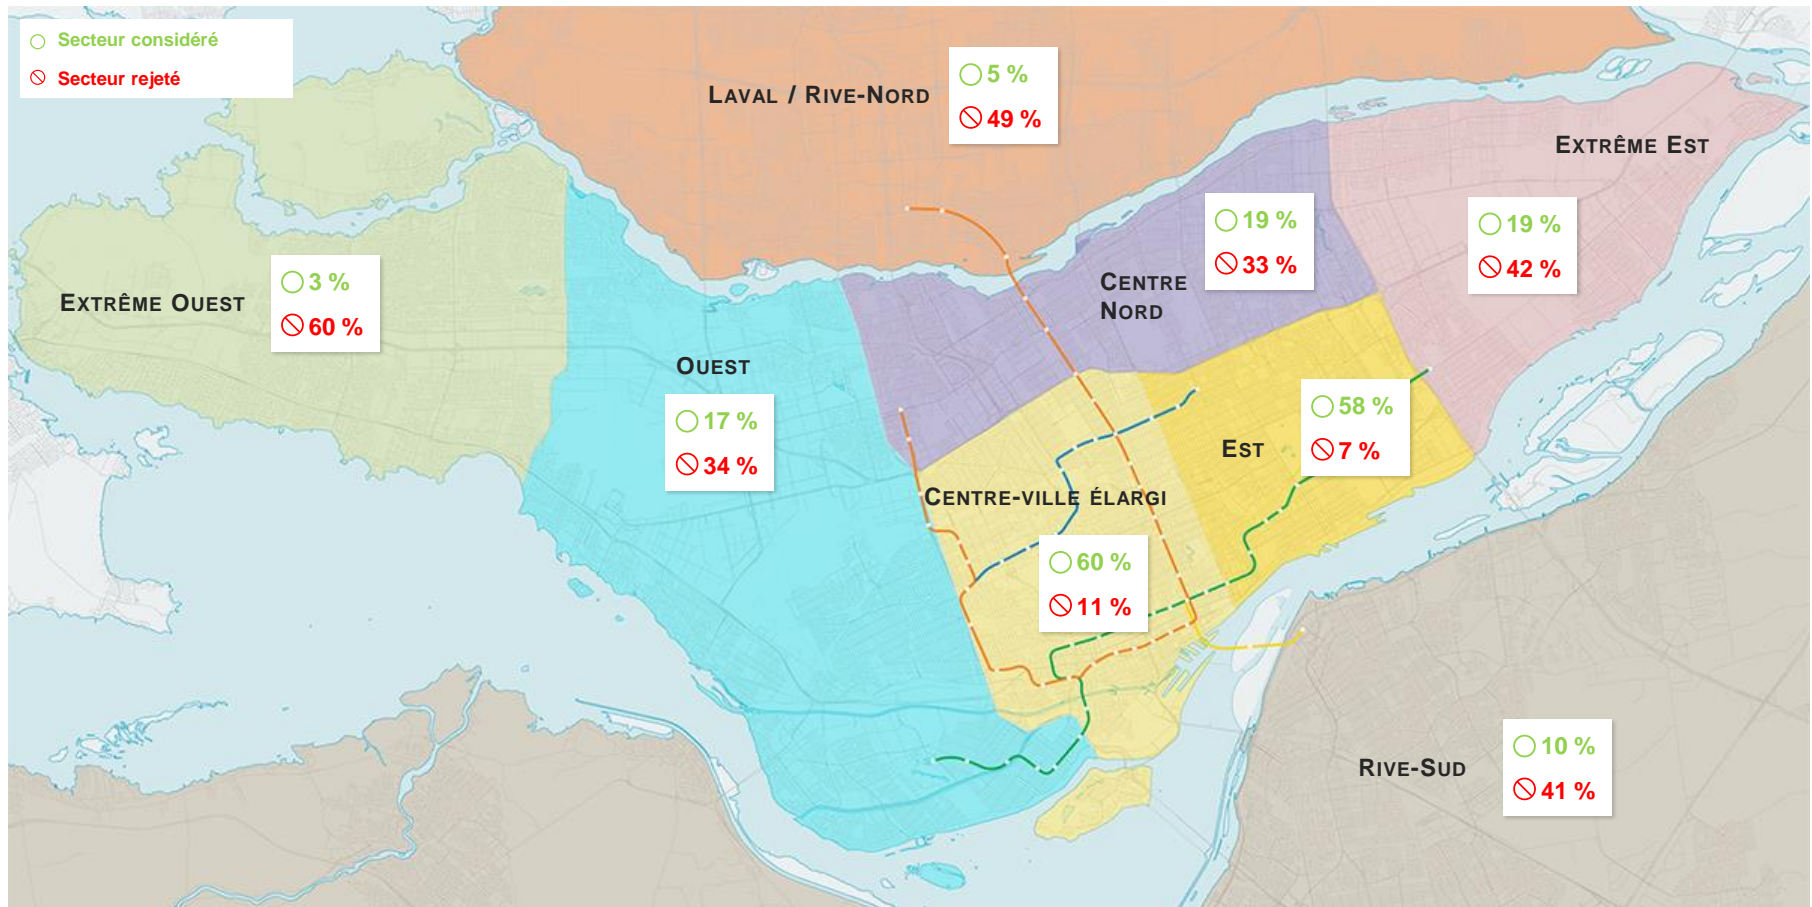 Secteur considéré
Secteur rejeté
LAVAL / RIVE-NORD
5 %
49 %
EXTRÊME EST
19 %
42 %
CENTRE
NORD
19 %
33 %
EXTRÊME OUEST
3 %
60 %
OUEST
17 %
34 %
EST
58 %
7 %
CENTRE-VILLE ÉLARGI
60 %
11 %
RIVE-SUD
10 %
41 %